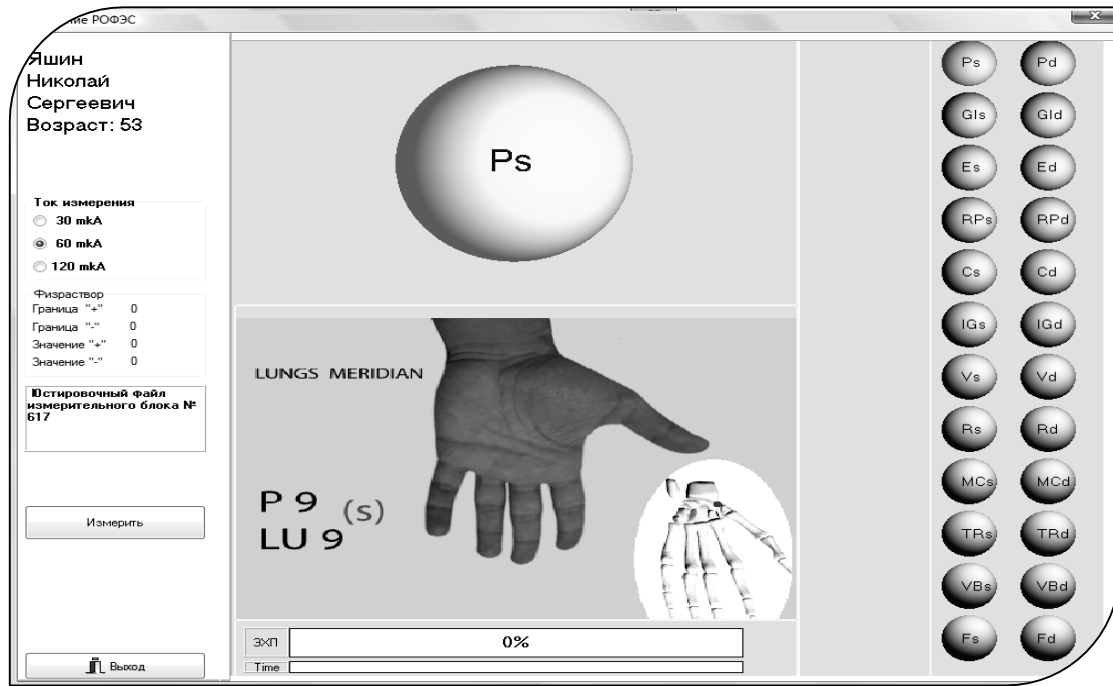 ние РОФЭС
Яшин
Николай
Сергеевич
Возраст: 53
Ток измерения
30 mkA
60 mkA
120 mkA
Физраствор
Граница "+" 0
Граница "-" 0
Значение "+" 0
Значение "-" 0
Юстировочный файл
измерительного блока №
617
Измерить
Выход
Ps
LUNGS MERIDIAN
P 9 (s)
LU 9
ЭХП 0%
Time
Ps Pd
GIs GId
Es Ed
RPs RPd
Cs Cd
IGs IGd
Vs Vd
Rs Rd
MCs MCd
TRs TRd
VBs VBd
Fs Fd